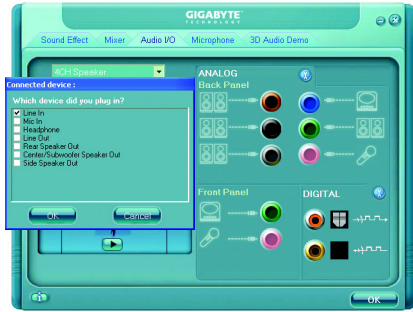 GIGABYTE
TECHNOLOGY
Sound Effect
Mixer
Audio I/O
Microphone
3D Audio Demo
4CH Speaker
Connected device :
Which device did you plug in?
Line In
Mic In
Headphone
Line Out
Rear Speaker Out
Center/Subwoofer Speaker Out
Side Speaker Out
OK
Cancel
ANALOG
Back Panel
Front Panel
DIGITAL
OK